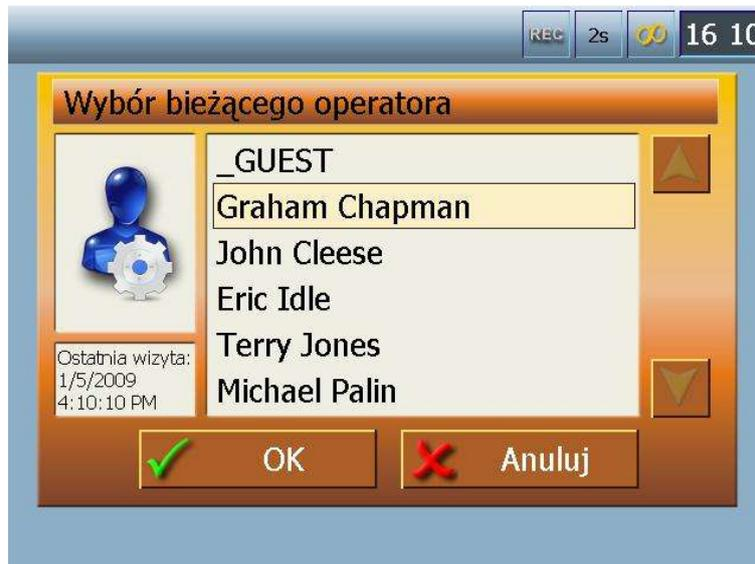 REC 2s 16 10
Wybór bieżącego operatora
_GUEST
Graham Chapman
John Cleese
Eric Idle
Terry Jones
Michael Palin
Ostatnia wizyta:
1/5/2009
4:10:10 PM
OK Anuluj